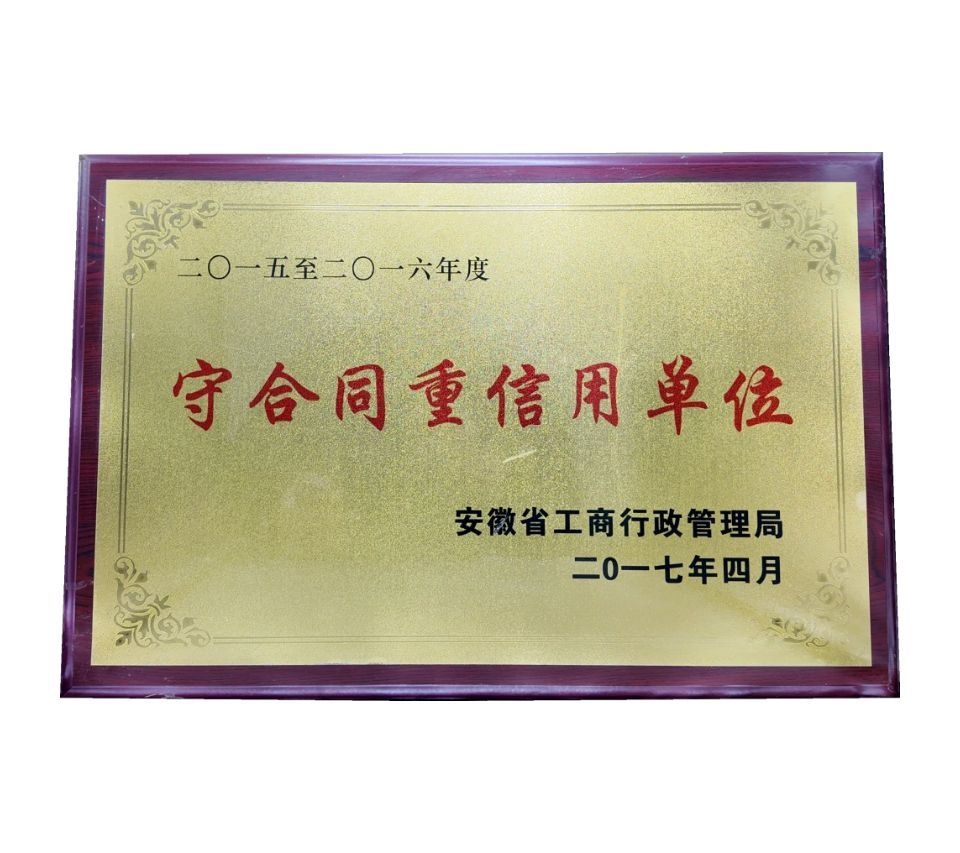 二〇一五至二〇一六年度
守合同重信用单位
安徽省工商行政管理局
二0一七年四月